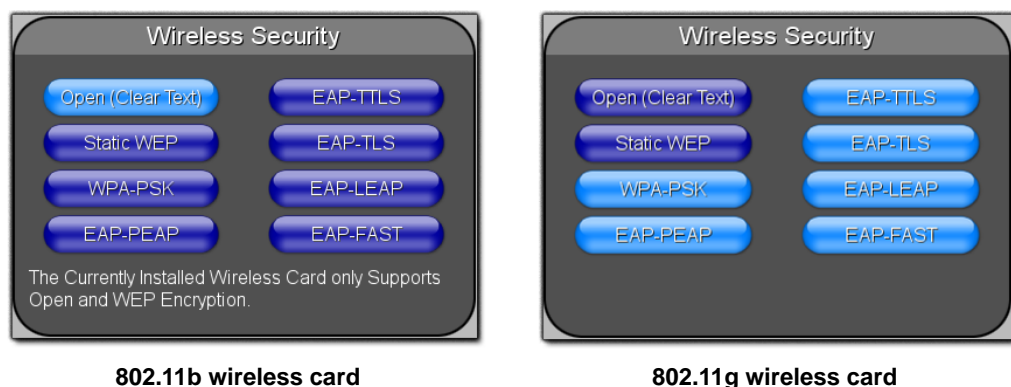 Wireless Security
Open (Clear Text)
EAP-TTLS
Static WEP
EAP-TLS
WPA-PSK
EAP-LEAP
EAP-PEAP
EAP-FAST
The Currently Installed Wireless Card only Supports
Open and WEP Encryption.
802.11b wireless card
Wireless Security
Open (Clear Text)
EAP-TTLS
Static WEP
EAP-TLS
WPA-PSK
EAP-LEAP
EAP-PEAP
EAP-FAST
802.11g wireless card